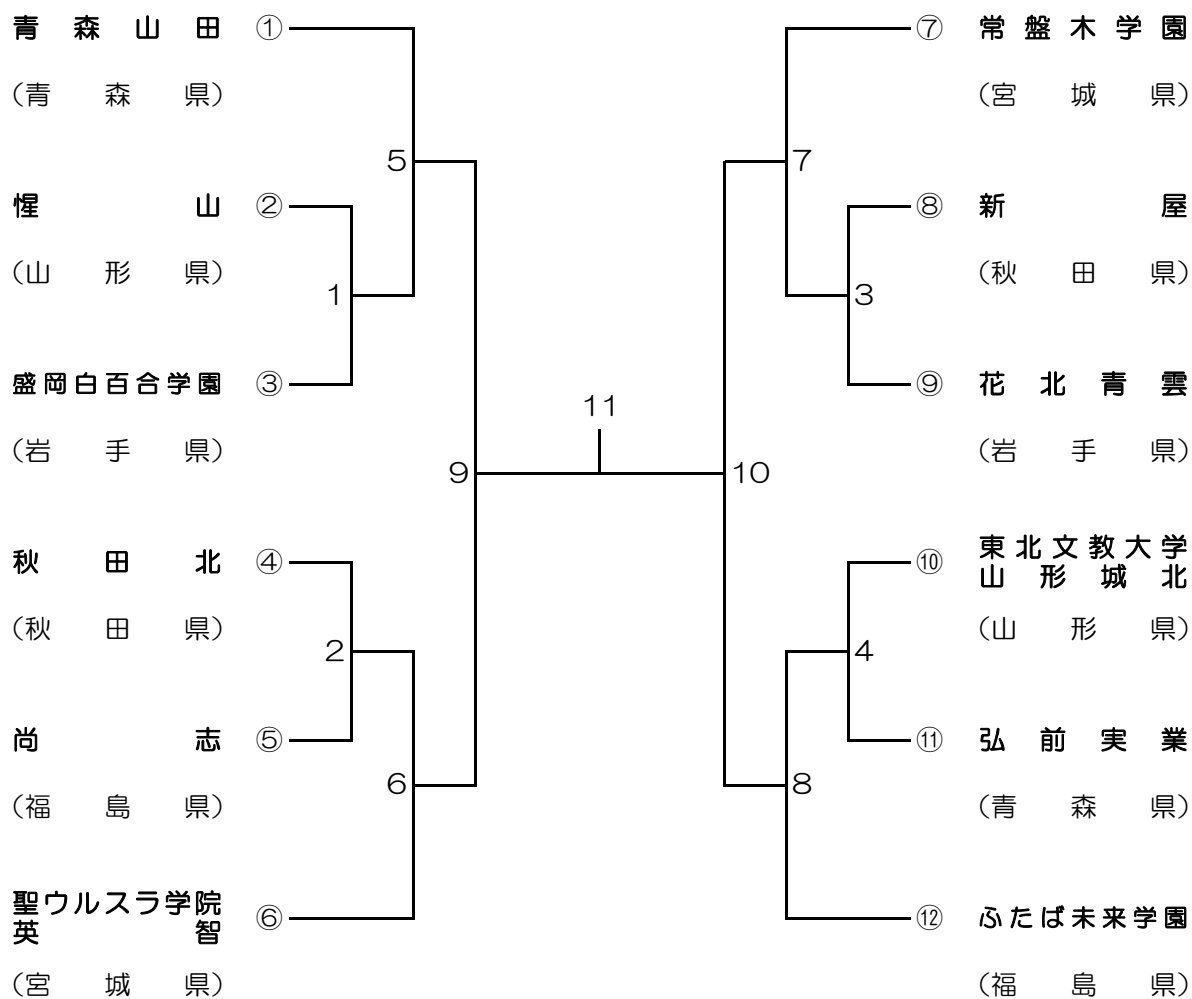 青森山田 ①
(青森県)
5
惺山 ②
(山形県)
1
盛岡白百合学園 ③
(岩手県)
9
秋田北 ④
(秋田県)
2
尚志 ⑤
(福島県)
6
聖ウルスラ学院
英智 ⑥
(宮城県)
11
⑦ 常盤木学園
(宮城県)
7
⑧ 新屋
(秋田県)
3
⑨ 花北青雲
(岩手県)
10
⑩ 東北文教大学
山形城北
(山形県)
4
⑪ 弘前実業
(青森県)
8
⑫ ふたば未来学園
(福島県)